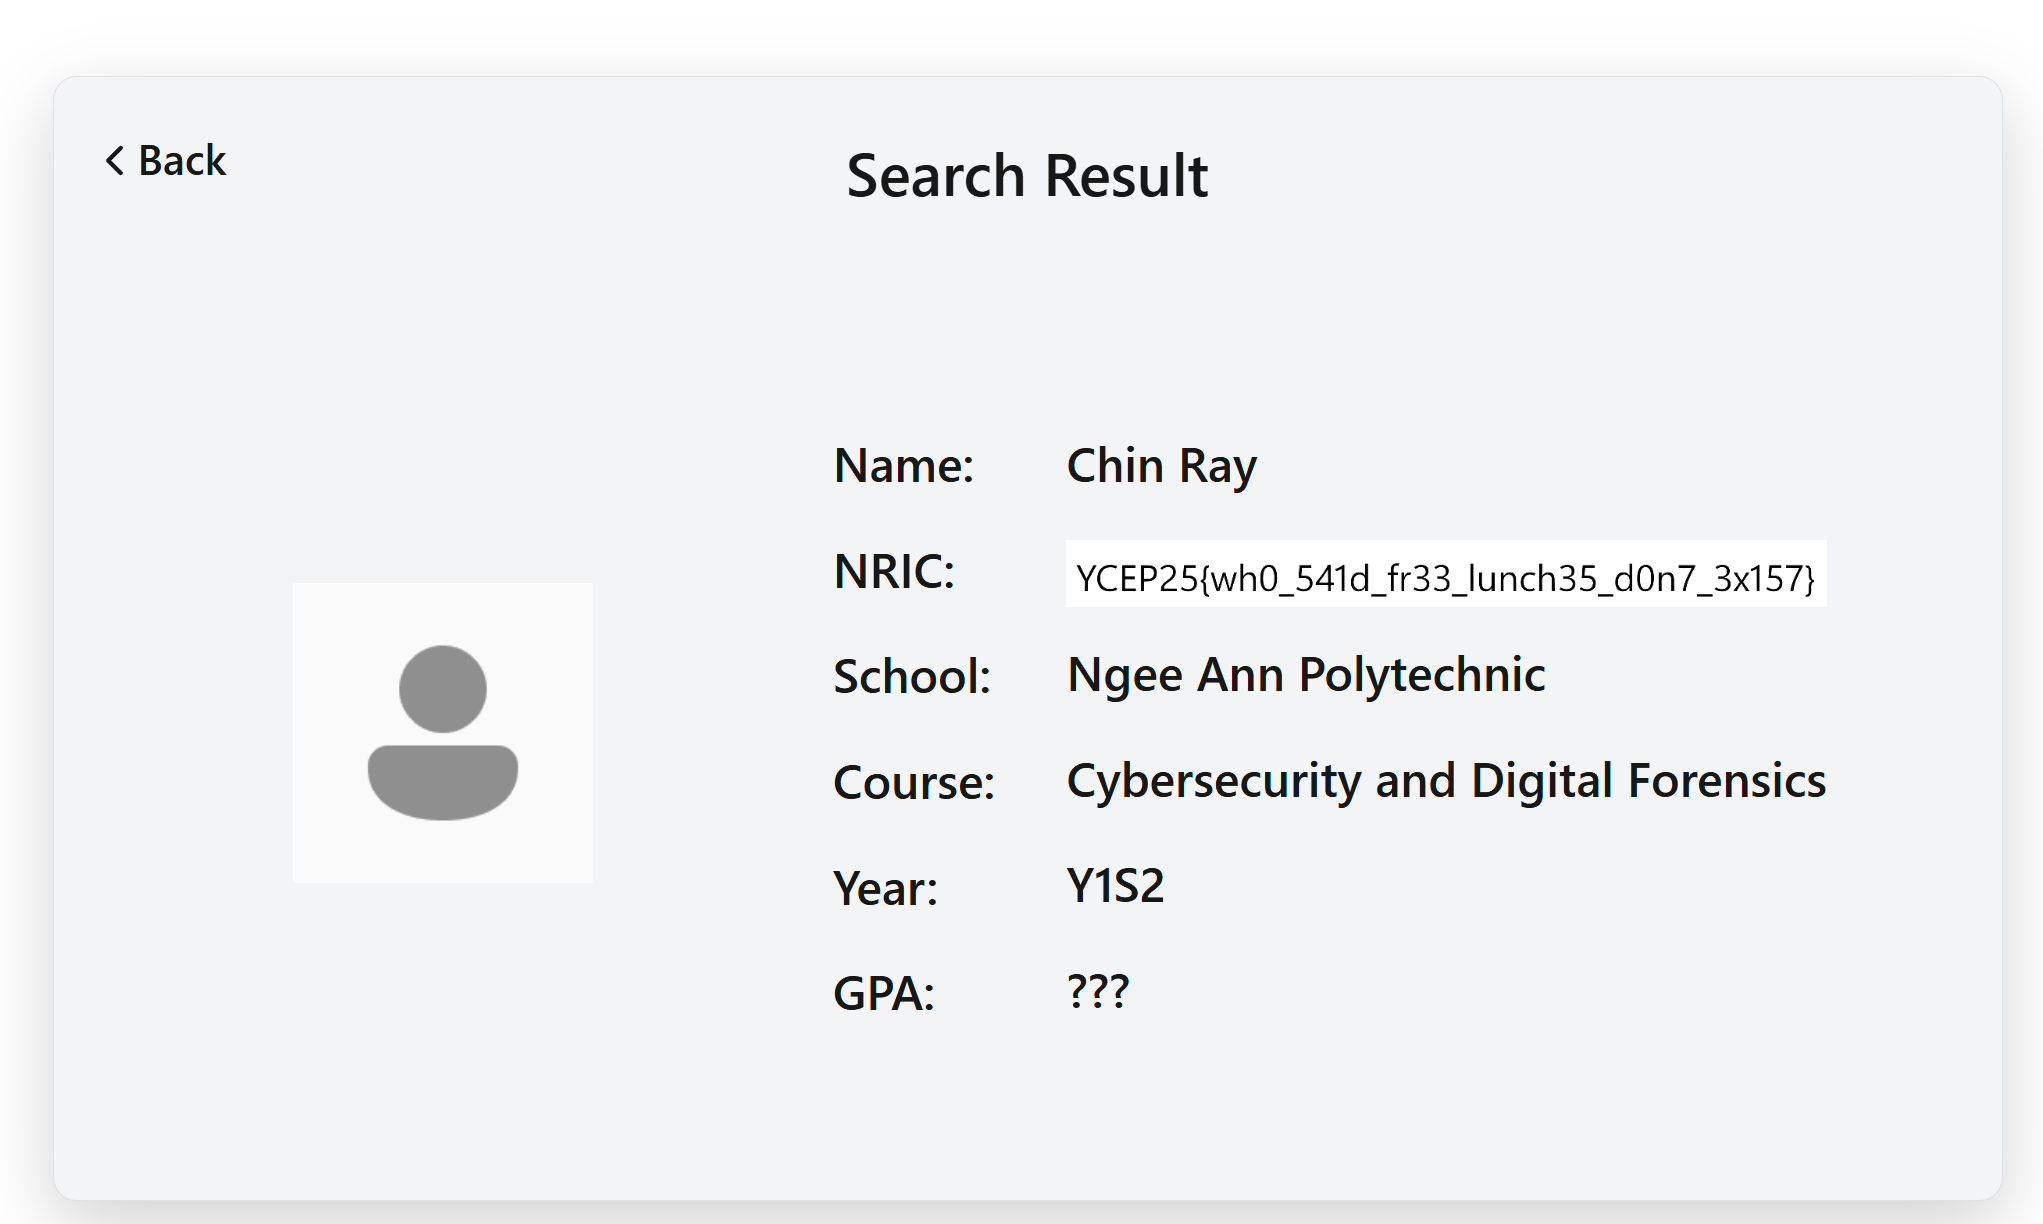 Back
Search Result
Name: Chin Ray
NRIC: YCEP25{wh0_541d_fr33_lunch35_d0n7_3x157}
School: Ngee Ann Polytechnic
Course: Cybersecurity and Digital Forensics
Year: Y1S2
GPA: ???